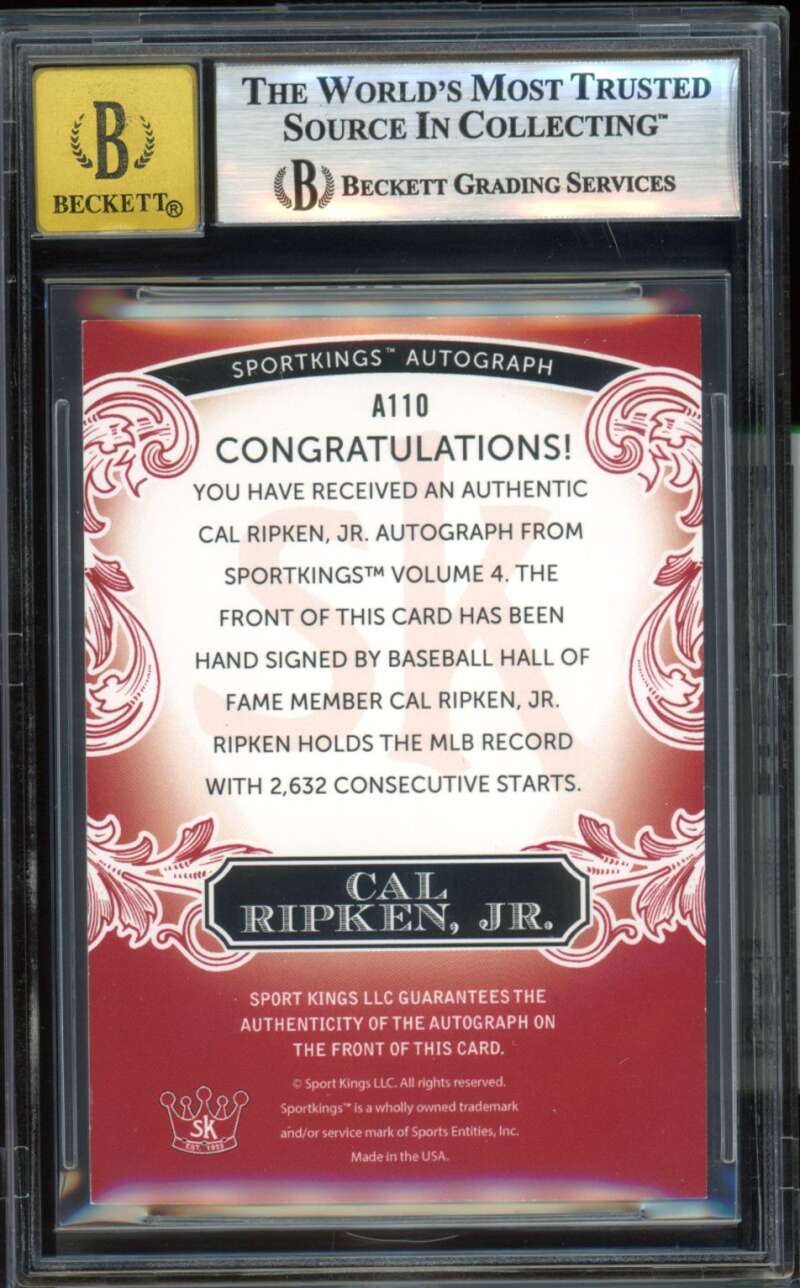 B
BECKETT®
THE WORLD'S MOST TRUSTED
SOURCE IN COLLECTING™
B BECKETT GRADING SERVICES
SPORTKINGS™ AUTOGRAPH
A110
CONGRATULATIONS!
YOU HAVE RECEIVED AN AUTHENTIC
CAL RIPKEN, JR. AUTOGRAPH FROM
SPORTKINGS™ VOLUME 4. THE
FRONT OF THIS CARD HAS BEEN
HAND SIGNED BY BASEBALL HALL OF
FAME MEMBER CAL RIPKEN, JR.
RIPKEN HOLDS THE MLB RECORD
WITH 2,632 CONSECUTIVE STARTS.
sk
CAL
RIPKEN, JR.
SPORT KINGS LLC GUARANTEES THE
AUTHENTICITY OF THE AUTOGRAPH ON
THE FRONT OF THIS CARD.
© Sport Kings LLC. All rights reserved.
Sportkings™ is a wholly owned trademark
and/or service mark of Sports Entities, Inc.
Made in the USA.
SK
EST. 1953